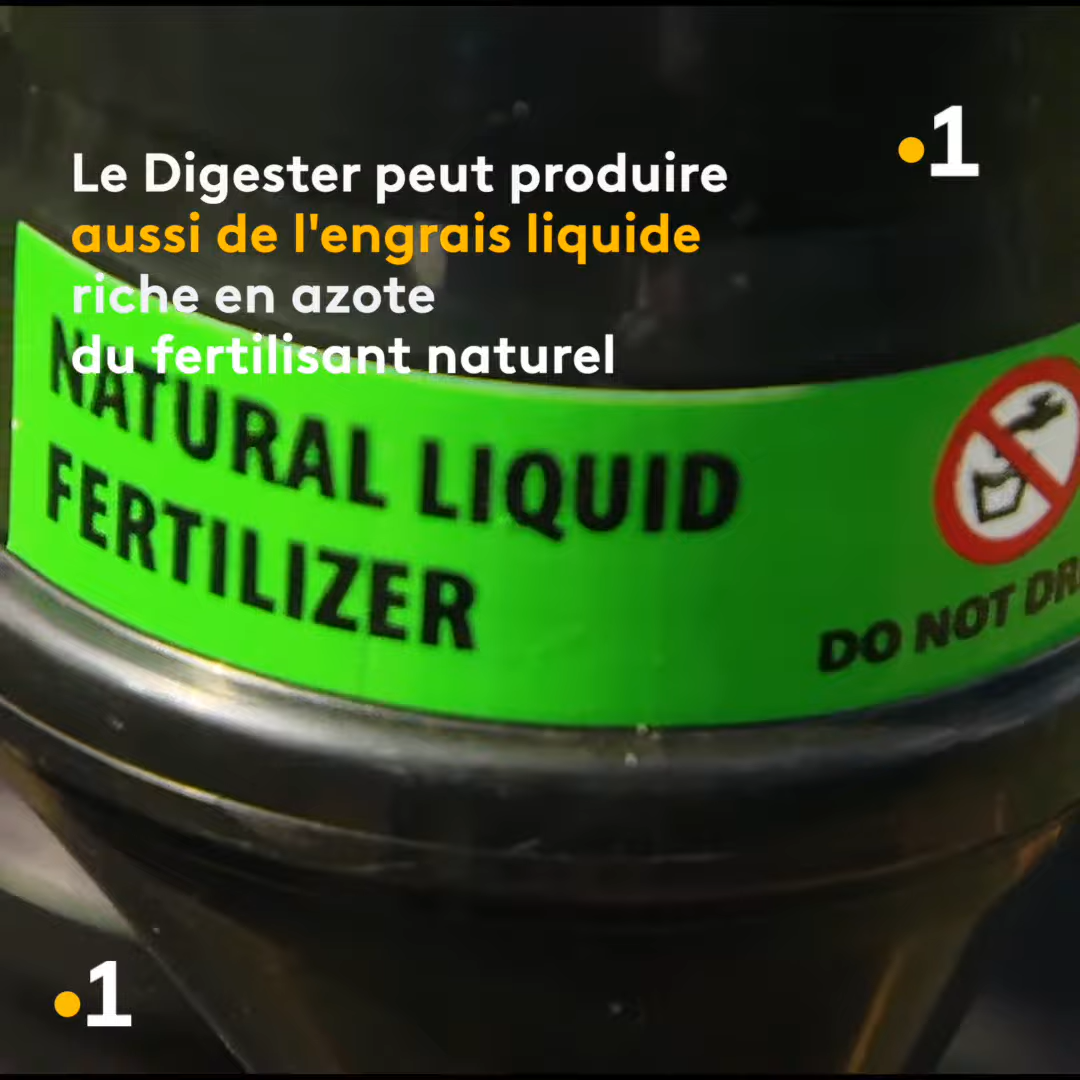 .1
Le Digester peut produire
aussi de l'engrais liquide
riche en azote
du fertilisant naturel
NATURAL LIQUID
FERTILIZER
DO NOT
.1